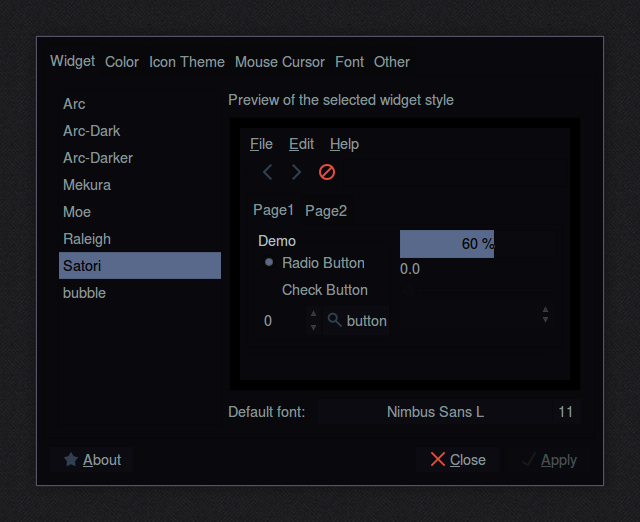 Widget Color Icon Theme Mouse Cursor Font Other
Preview of the selected widget style
Arc
Arc-Dark
Arc-Darker
Mekura
Moe
Raleigh
Satori
bubble
File Edit Help
Page1 Page2
Demo
60 %
Radio Button
0.0
Check Button
0
button
Default font: Nimbus Sans L 11
About
Close
Apply